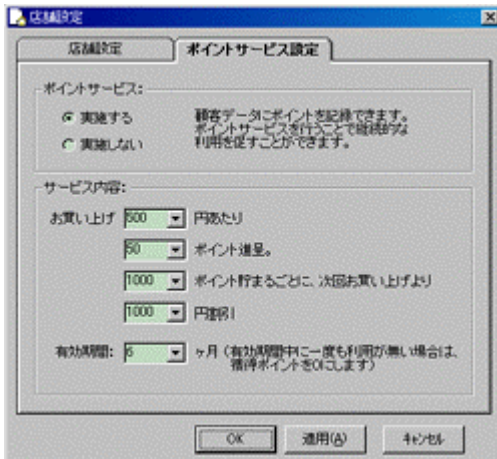 店舗設定
店舗設定
ポイントサービス設定
ポイントサービス:
実施する
実施しない
顧客データにポイントを記録できます。
ポイントサービスを行うことで継続的な
利用を促すことができます。
サービス内容:
お買い上げ 500 円あたり
50 ポイント進呈。
1000 ポイント貯まるごとに、次回お買い上げより
1000 円割引
有効期間: 6 ヶ月(有効期間中に一度も利用が無い場合は、
獲得ポイントを0にします)
OK
適用(A)
キャンセル